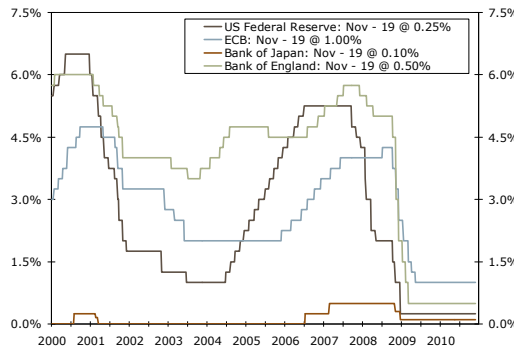 7.5%
7.5%
US Federal Reserve: Nov - 19 @ 0.25%
ECB: Nov - 19 @ 1.00%
Bank of Japan: Nov - 19 @ 0.10%
Bank of England: Nov - 19 @ 0.50%
6.0%
6.0%
4.5%
4.5%
3.0%
3.0%
1.5%
1.5%
0.0%
0.0%
2000 2001 2002 2003 2004 2005 2006 2007 2008 2009 2010